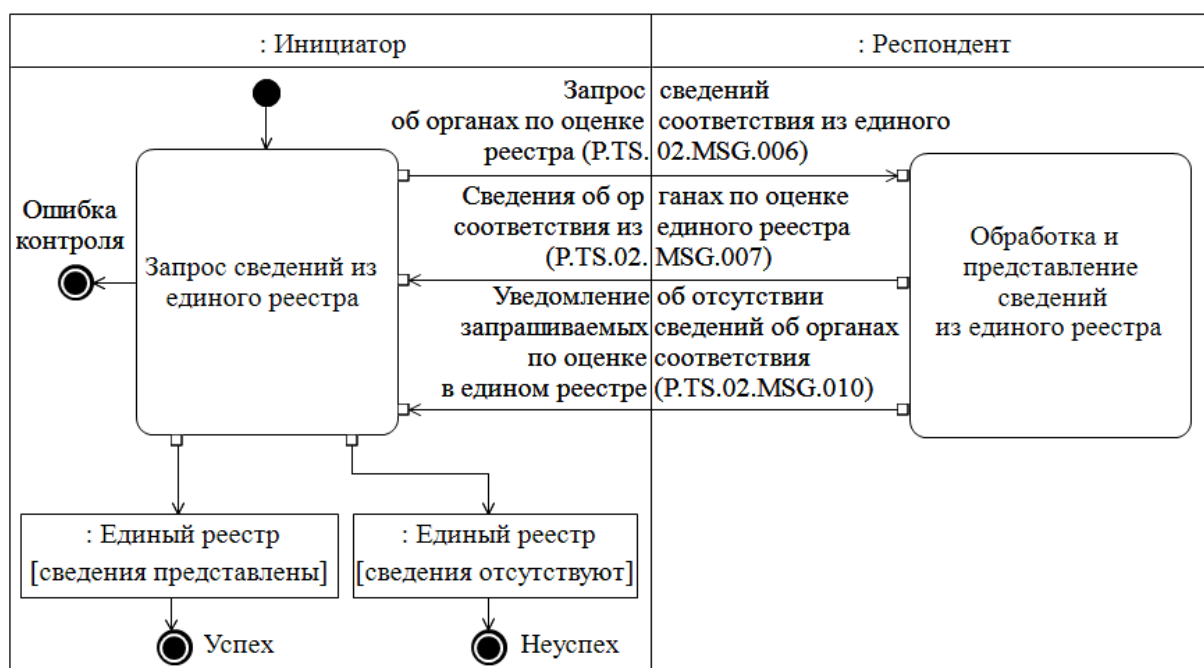 : Инициатор
: Респондент
Запрос сведений
об органах по оценке соответствия из единого
реестра (P.TS.02.MSG.006)
Сведения об органах по оценке
соответствия из единого реестра
(P.TS.02.MSG.007)
Уведомление об отсутствии
запрашиваемых сведений об органах
по оценке соответствия
в едином реестре (P.TS.02.MSG.010)
Ошибка
контроля
Запрос сведений из
единого реестра
Обработка и
представление
сведений
из единого реестра
: Единый реестр
[сведения представлены]
: Единый реестр
[сведения отсутствуют]
Успех
Неуспех